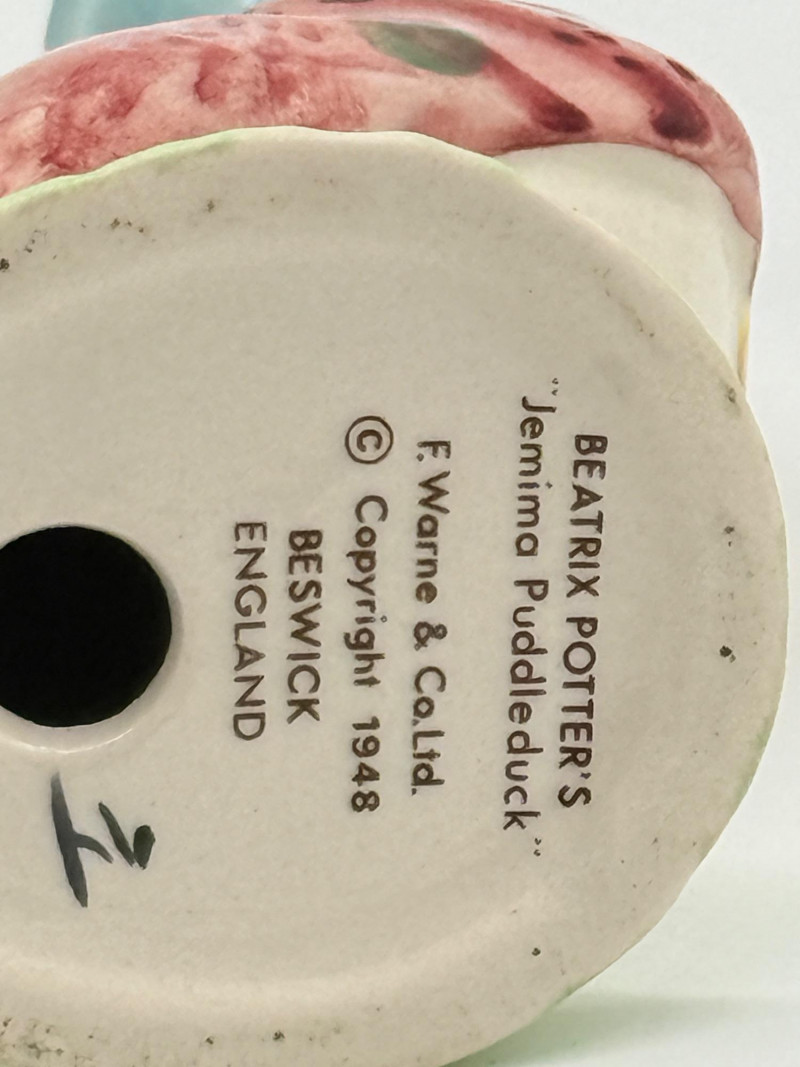 BEATRIX POTTER'S
"Jemima Puddleduck"
F. Warne & Co. Ltd.
© Copyright 1948
BESWICK
ENGLAND